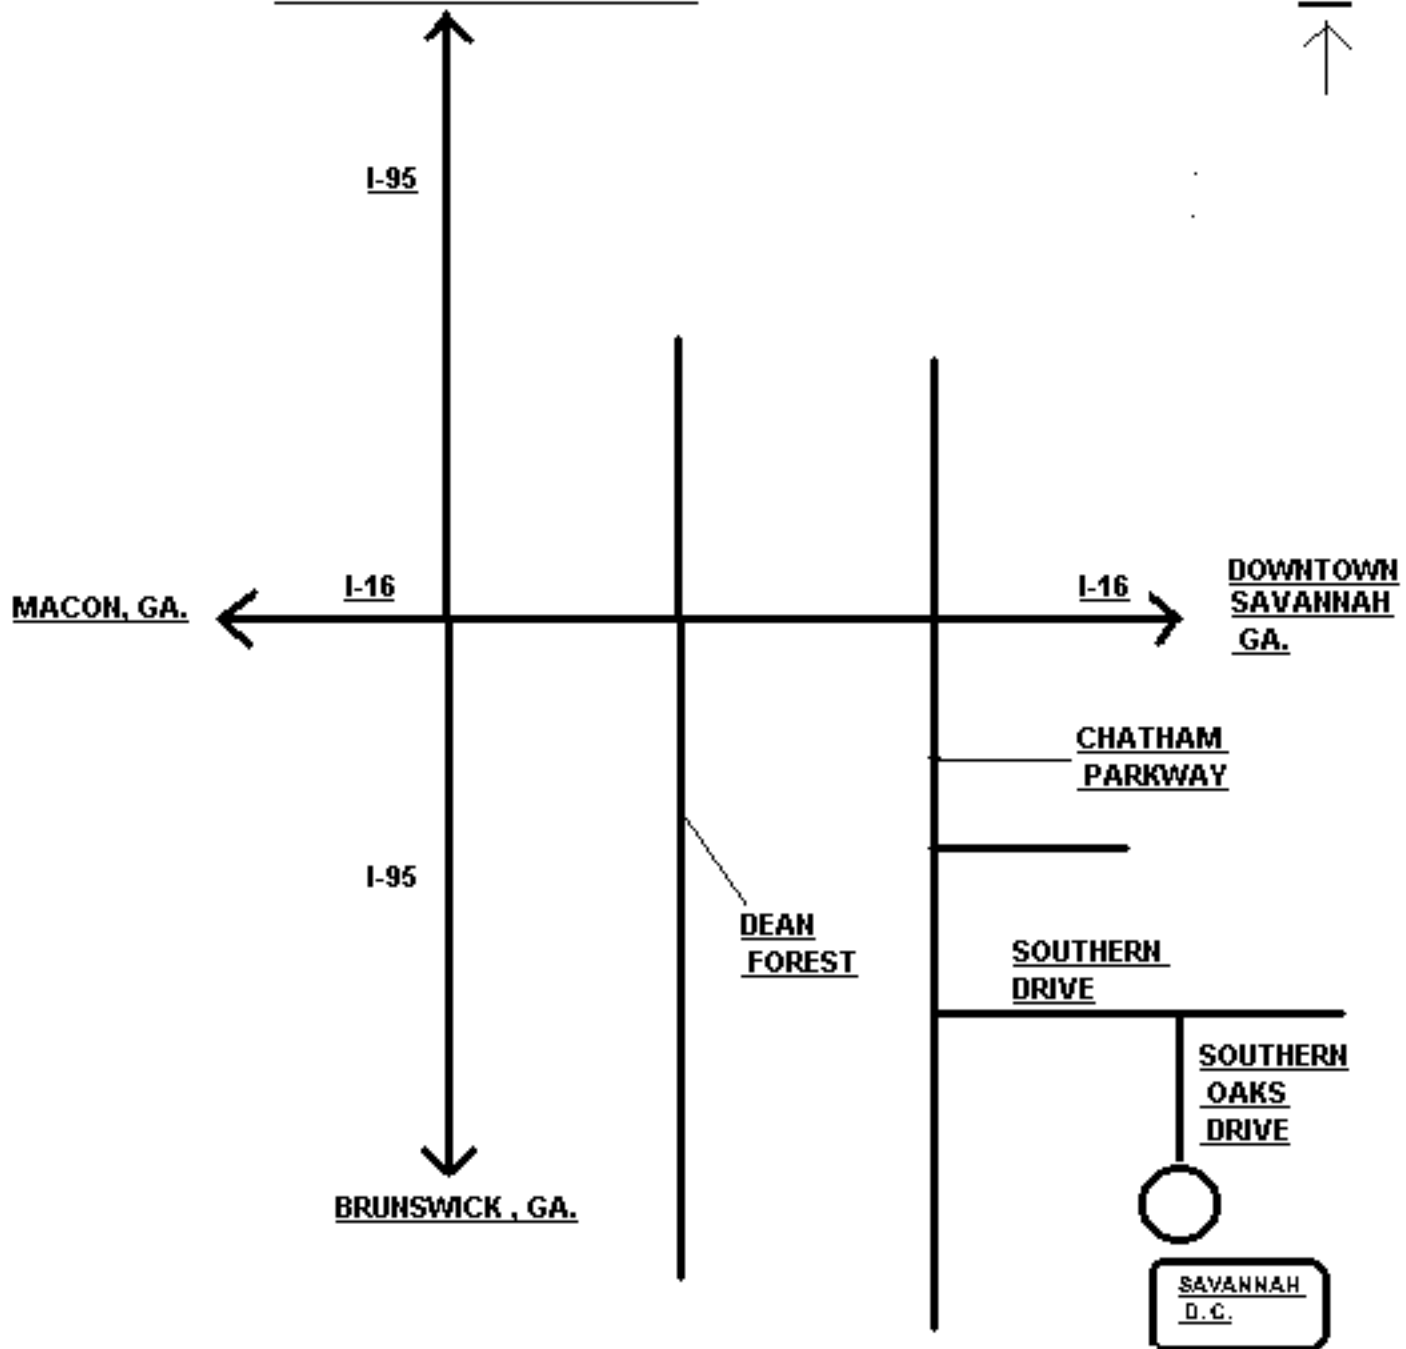 I-95
I-16
I-16
DOWNTOWN
SAVANNAH
GA.
MACON, GA.
CHATHAM
PARKWAY
I-95
DEAN
FOREST
SOUTHERN
DRIVE
SOUTHERN
OAKS
DRIVE
BRUNSWICK , GA.
SAVANNAH
D.C.